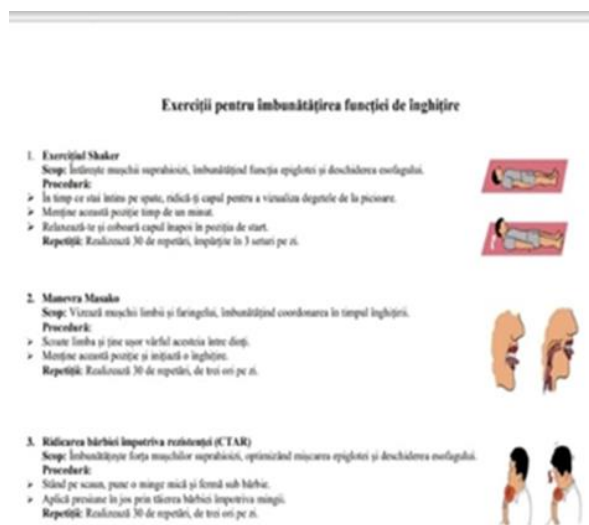 Exerciții pentru îmbunătățirea funcției de înghițire
1. Exercițiul Shaker
Scop: Întărește mușchii suprahioizi, îmbunătățind funcția epiglotei și deschiderea esofagului.
Procedură:
➢ În timp ce stai întins pe spate, ridică-ți capul pentru a vizualiza degetele de la picioare.
➢ Menține această poziție timp de un minut.
➢ Relaxează-te și coboară capul înapoi în poziția de start.
Repetiții: Realizează 30 de repetări, împărțite în 3 seturi pe zi.
2. Manevra Masako
Scop: Vizează mușchii limbii și faringelui, îmbunătățind coordonarea în timpul înghițirii.
Procedură:
➢ Scoate limba și ține ușor vârful acesteia între dinți.
➢ Menține această poziție și inițiază o înghițire.
Repetiții: Realizează 30 de repetări, de trei ori pe zi.
3. Ridicarea bărbiei împotriva rezistenței (CTAR)
Scop: Îmbunătățește forța mușchilor suprahioizi, optimizând mișcarea epiglotei și deschiderea esofagului.
Procedură:
➢ Stând pe scaun, pune o minge mică și fermă sub bărbie.
➢ Aplică presiune în jos prin bărbiei împotriva mingii.
Repetiții: Realizează 30 de repetări, de trei ori pe zi.